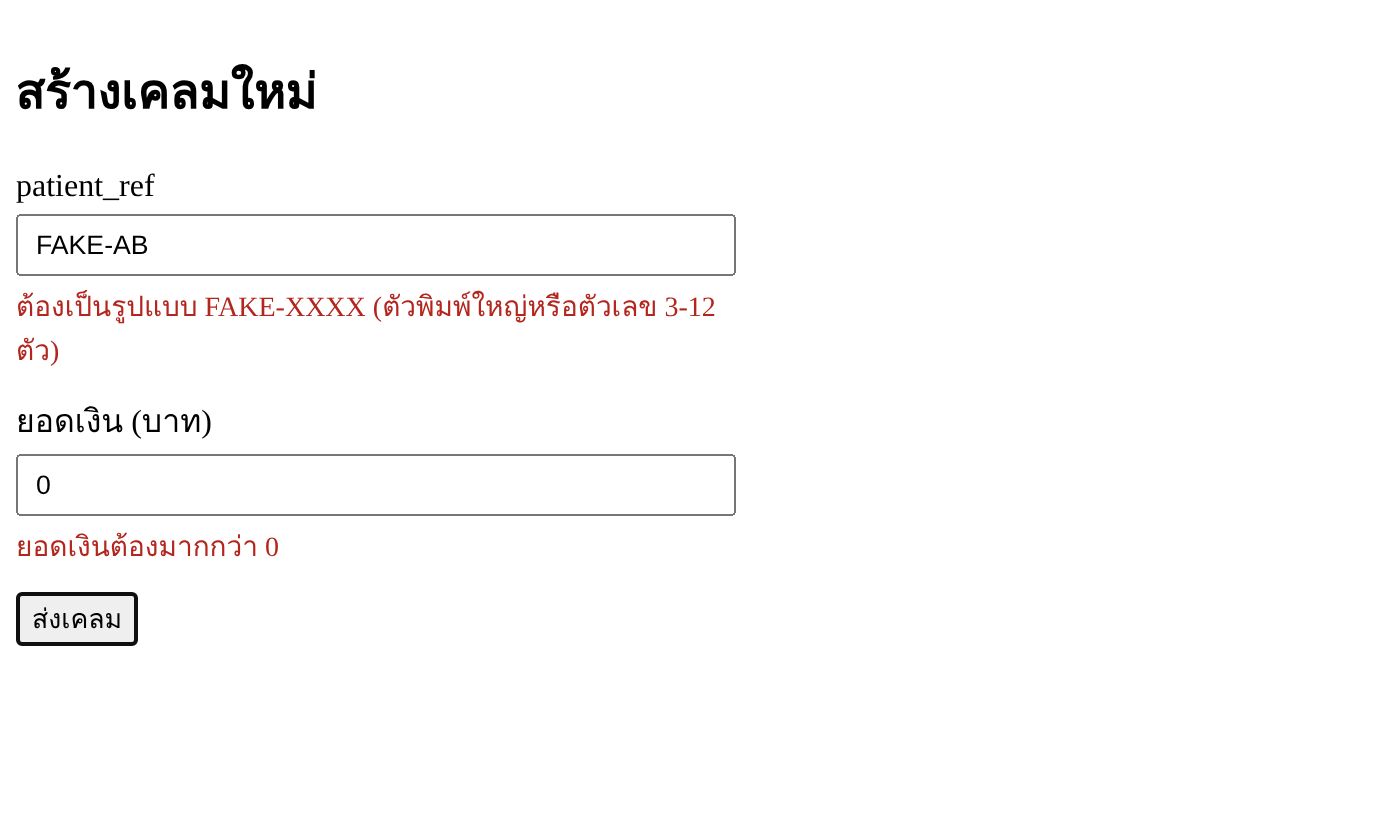 สร้างเคลมใหม่
patient_ref
FAKE-AB
ต้องเป็นรูปแบบ FAKE-XXXX (ตัวพิมพ์ใหญ่หรือตัวเลข 3-12
ตัว)
ยอดเงิน (บาท)
0
ยอดเงินต้องมากกว่า 0
ส่งเคลม